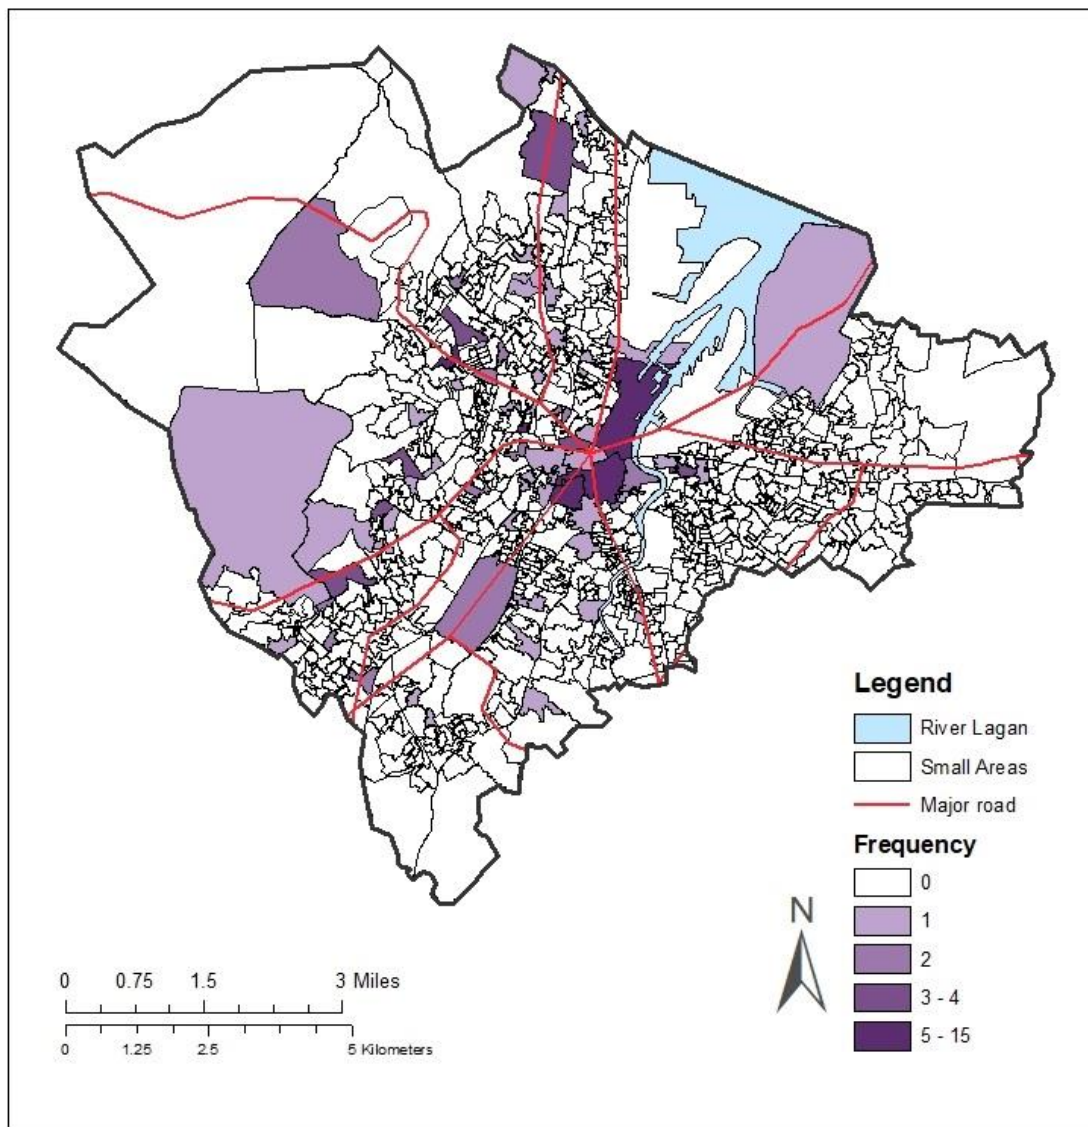 Legend
River Lagan
Small Areas
Major road
Frequency
0
1
2
3 - 4
5 - 15
N
0 0.75 1.5 3 Miles
0 1.25 2.5 5 Kilometers